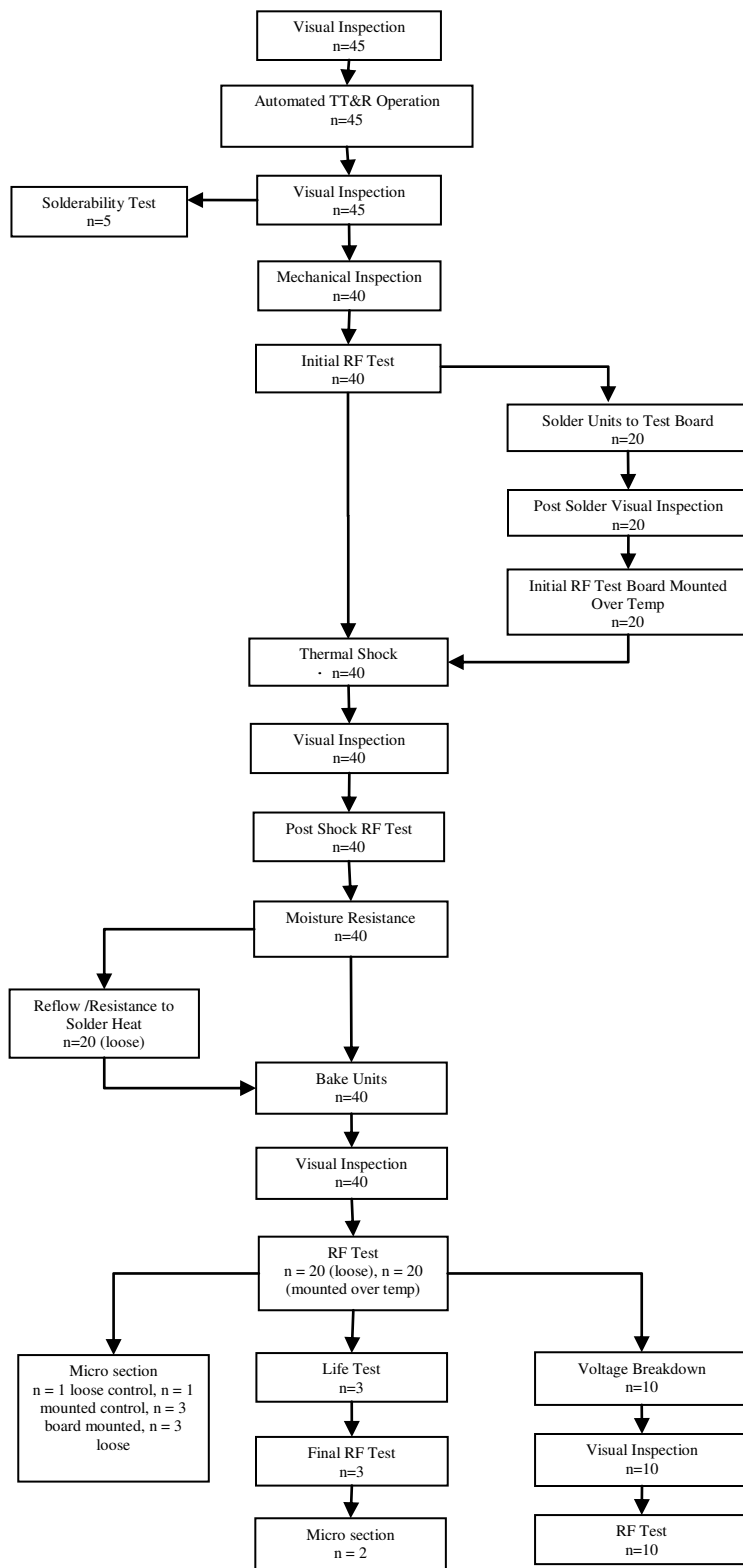 Visual Inspection
n=45
Automated TT&R Operation
n=45
Visual Inspection
n=45
Solderability Test
n=5
Mechanical Inspection
n=40
Initial RF Test
n=40
Solder Units to Test Board
n=20
Post Solder Visual Inspection
n=20
Initial RF Test Board Mounted
Over Temp
n=20
Thermal Shock
· n=40
Visual Inspection
n=40
Post Shock RF Test
n=40
Moisture Resistance
n=40
Reflow /Resistance to
Solder Heat
n=20 (loose)
Bake Units
n=40
Visual Inspection
n=40
RF Test
n = 20 (loose), n = 20
(mounted over temp)
Micro section
n = 1 loose control, n = 1
mounted control, n = 3
board mounted, n = 3
loose
Life Test
n=3
Final RF Test
n=3
Micro section
n = 2
Voltage Breakdown
n=10
Visual Inspection
n=10
RF Test
n=10